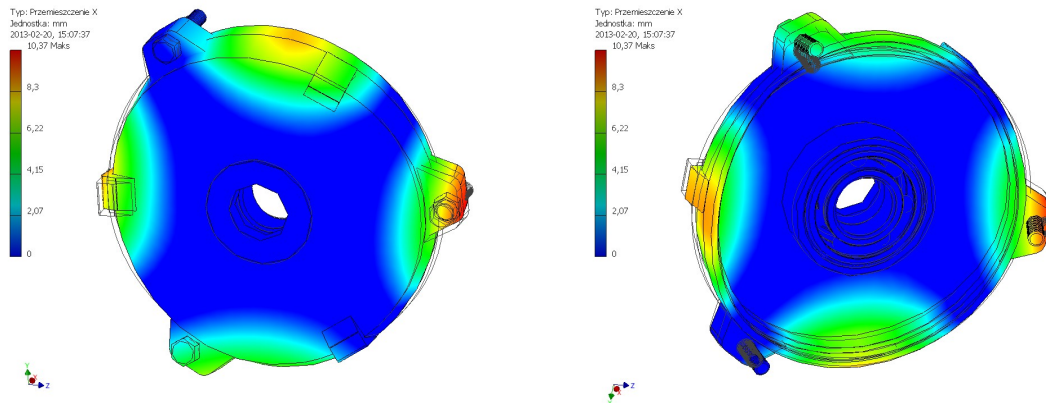 Typ: Przemieszczenie X
Jednostka: mm
2013-02-20, 15:07:37
10,37 Maks
8,3
6,22
4,15
2,07
0
Y
X
Z
Typ: Przemieszczenie X
Jednostka: mm
2013-02-20, 15:07:37
10,37 Maks
8,3
6,22
4,15
2,07
0
X
Z
Y